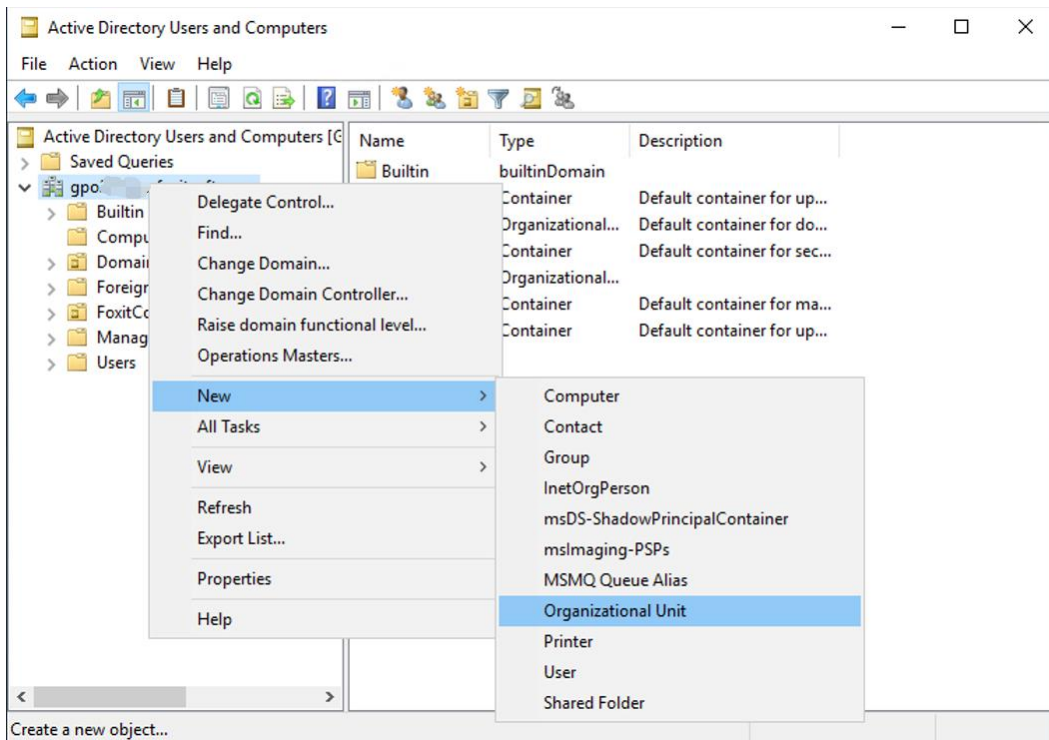 Active Directory Users and Computers
File Action View Help
Active Directory Users and Computers [G
Saved Queries
gpo
Builtin
Compu
Domai
Foreigr
FoxitCo
Manag
Users
Name Type Description
Builtin builtinDomain
Container Default container for up...
Organizational... Default container for do...
Container Default container for sec...
Organizational...
Container Default container for ma...
Container Default container for up...
Delegate Control...
Find...
Change Domain...
Change Domain Controller...
Raise domain functional level...
Operations Masters...
New
All Tasks
View
Refresh
Export List...
Properties
Help
Computer
Contact
Group
InetOrgPerson
msDS-ShadowPrincipalContainer
msImaging-PSPs
MSMQ Queue Alias
Organizational Unit
Printer
User
Shared Folder
Create a new object...